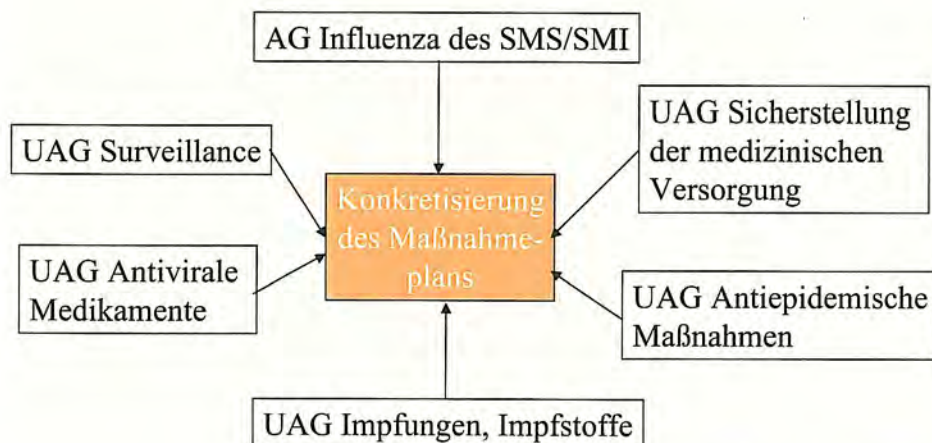 AG Influenza des SMS/SMI
UAG Surveillance
UAG Sicherstellung
der medizinischen
Versorgung
Konkretisierung
des Maßnahme-
plans
UAG Antivirale
Medikamente
UAG Antiepidemische
Maßnahmen
UAG Impfungen, Impfstoffe